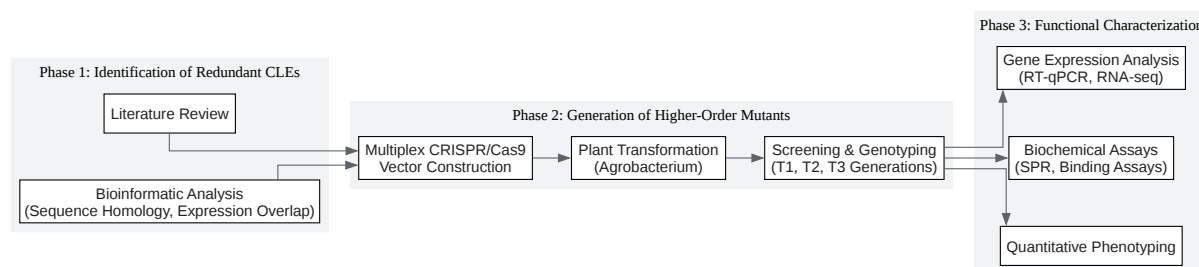 Phase 1: Identification of Redundant CLEs
Literature Review
Bioinformatic Analysis
(Sequence Homology, Expression Overlap)
Phase 2: Generation of Higher-Order Mutants
Multiplex CRISPR/Cas9
Vector Construction
Plant Transformation
(Agrobacterium)
Screening & Genotyping
(T1, T2, T3 Generations)
Phase 3: Functional Characterization
Gene Expression Analysis
(RT-qPCR, RNA-seq)
Biochemical Assays
(SPR, Binding Assays)
Quantitative Phenotyping